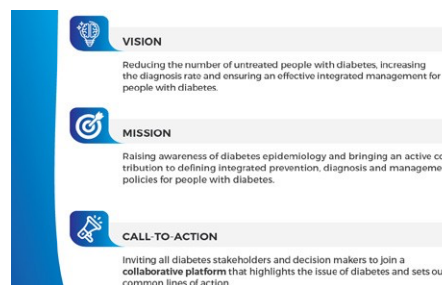 VISION
Reducing the number of untreated people with diabetes, increasing
the diagnosis rate and ensuring an effective integrated management for
people with diabetes.
MISSION
Raising awareness of diabetes epidemiology and bringing an active co
tribution to defining integrated prevention, diagnosis and manageme
policies for people with diabetes.
CALL-TO-ACTION
Inviting all diabetes stakeholders and decision makers to join a
collaborative platform that highlights the issue of diabetes and sets ou
common lines of action.